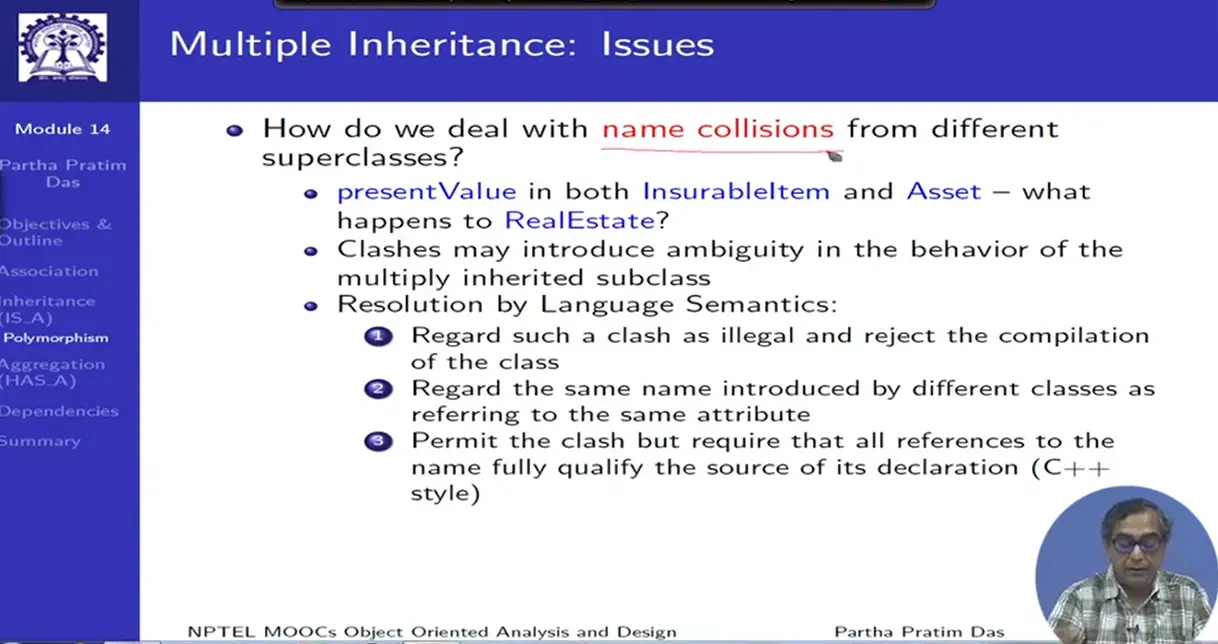 Multiple Inheritance: Issues
Module 14
Partha Pratim
Das
Objectives &
Outline
Association
Inheritance
(IS_A)
Polymorphism
Aggregation
(HAS_A)
Dependencies
Summary
How do we deal with name collisions from different
superclasses?
presentValue in both InsurableItem and Asset – what
happens to RealEstate?
Clashes may introduce ambiguity in the behavior of the
multiply inherited subclass
Resolution by Language Semantics:
1 Regard such a clash as illegal and reject the compilation
of the class
2 Regard the same name introduced by different classes as
referring to the same attribute
3 Permit the clash but require that all references to the
name fully qualify the source of its declaration (C++
style)
NPTEL MOOCs Object Oriented Analysis and Design
Partha Pratim Das